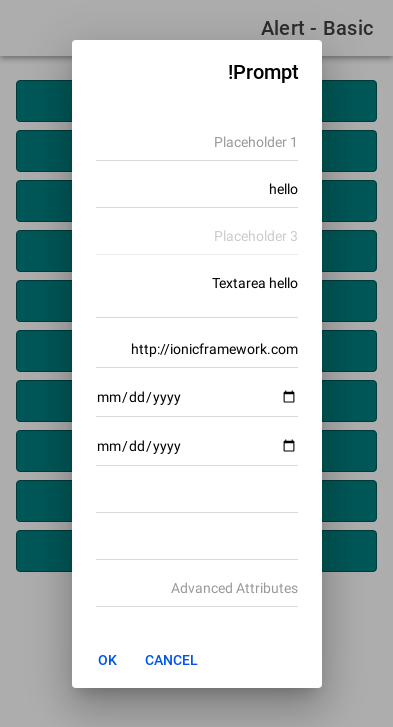 Alert - Basic
!Prompt
Placeholder 1
hello
Placeholder 3
Textarea hello
http://ionicframework.com
mm/dd/yyyy
mm/dd/yyyy
Advanced Attributes
OK CANCEL